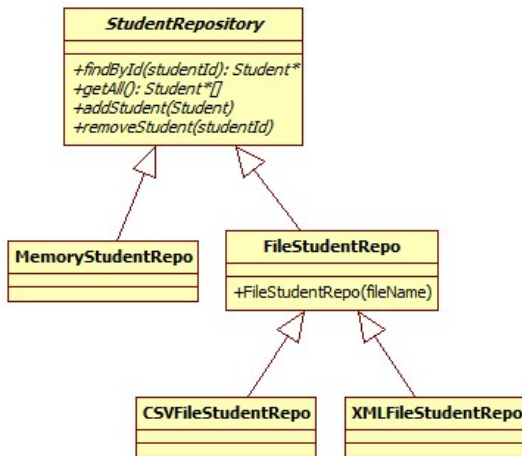 StudentRepository
+findById(studentId): Student*
+getAll(): Student*[]
+addStudent(Student)
+removeStudent(studentId)
MemoryStudentRepo
FileStudentRepo
+FileStudentRepo(fileName)
CSVFileStudentRepo
XMLFileStudentRepo